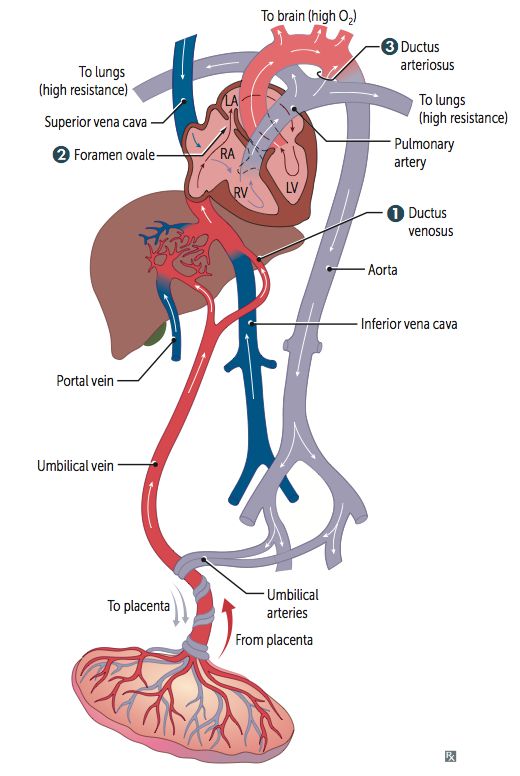 To brain (high O2)
3 Ductus
arteriosus
To lungs
(high resistance)
To lungs
(high resistance)
Superior vena cava
LA
Pulmonary
artery
2 Foramen ovale
RA
RV
LV
1 Ductus
venosus
Aorta
Inferior vena cava
Portal vein
Umbilical vein
Umbilical
arteries
To placenta
From placenta
Rx